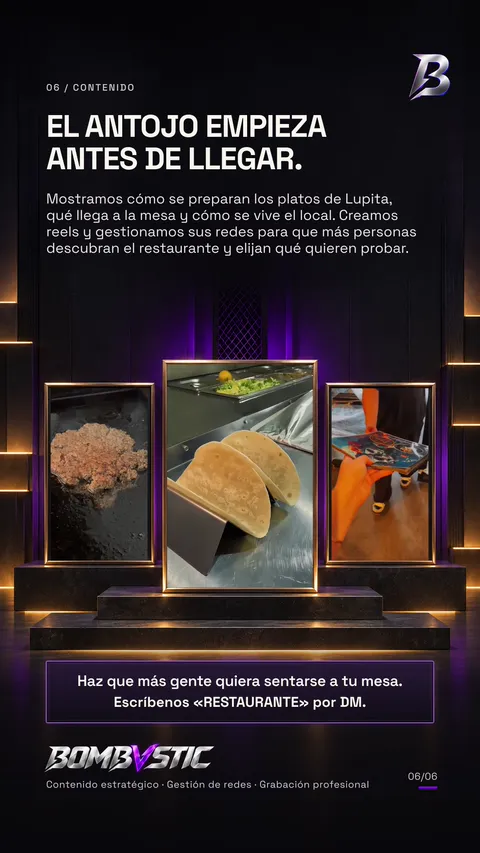 06 / CONTENIDO
B
EL ANTOJO EMPIEZA
ANTES DE LLEGAR.
Mostramos cómo se preparan los platos de Lupita,
qué llega a la mesa y cómo se vive el local. Creamos
reels y gestionamos sus redes para que más personas
descubran el restaurante y elijan qué quieren probar.
Haz que más gente quiera sentarse a tu mesa.
Escríbenos «RESTAURANTE» por DM.
BOMBVSTIC
Contenido estratégico · Gestión de redes · Grabación profesional
06/06